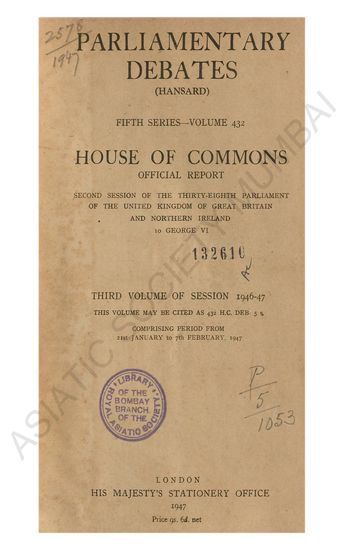 2576
1947
PARLIAMENTARY
DEBATES
(HANSARD)
FIFTH SERIES—VOLUME 432
HOUSE OF COMMONS
OFFICIAL REPORT
SECOND SESSION OF THE THIRTY-EIGHTH PARLIAMENT
OF THE UNITED KINGDOM OF GREAT BRITAIN
AND NORTHERN IRELAND
10 GEORGE VI
132610
THIRD VOLUME OF SESSION 1946-47
THIS VOLUME MAY BE CITED AS 432 H.C. DEB. 5 s.
COMPRISING PERIOD FROM
21st JANUARY to 7th FEBRUARY, 1947
LIBRARY
OF THE
BOMBAY
BRANCH
OF THE
ROYAL ASIATIC SOCIETY
P
5
1053
LONDON
HIS MAJESTY'S STATIONERY OFFICE
1947
Price 9s. 6d. net
ASIATIC SOCIETY MUMBAI